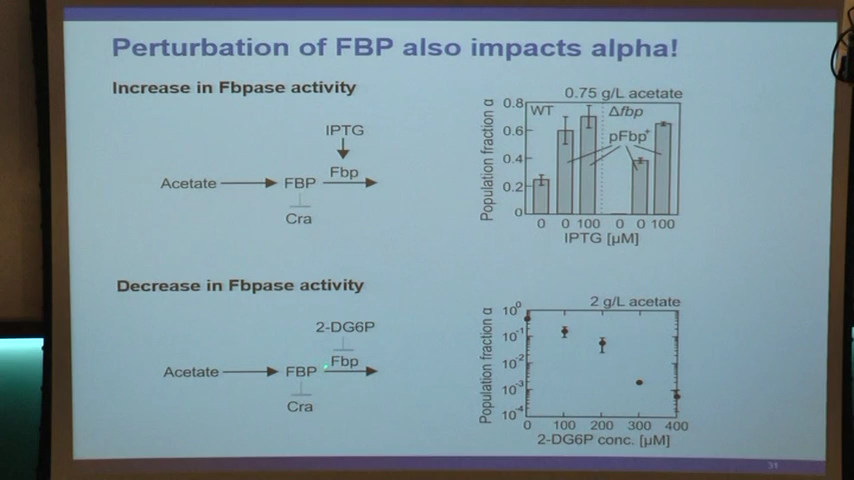 Perturbation of FBP also impacts alpha!
Increase in Fbpase activity
IPTG
Fbp
Acetate
FBP
Cra
0.75 g/L acetate
Population fraction α
0.8
0.6
0.4
0.2
0
WT
Δfbp
pFbp+
0 0 100 0 0 100
IPTG [µM]
Decrease in Fbpase activity
2-DG6P
Fbp
Acetate
FBP
Cra
2 g/L acetate
Population fraction α
10^0
10^-1
10^-2
10^-3
10^-4
0 100 200 300 400
2-DG6P conc. [µM]
31